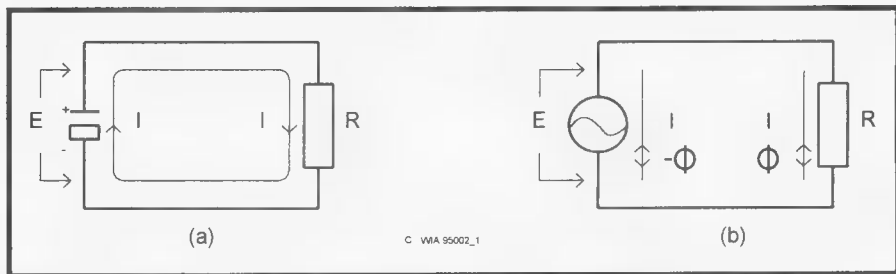 E + - I I R
E I I R
-Φ Φ
(a) C WIA 95002_1 (b)